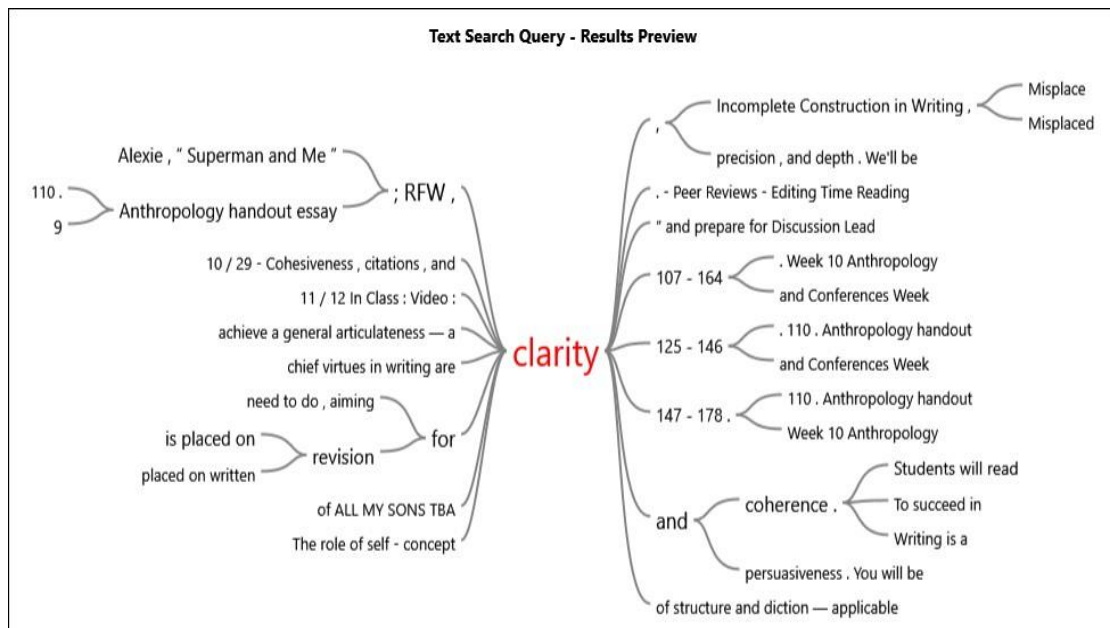 Text Search Query - Results Preview
Alexie , “ Superman and Me ”
110 .
9
Anthropology handout essay
; RFW ,
10 / 29 - Cohesiveness , citations , and
11 / 12 In Class : Video :
achieve a general articulateness — a
chief virtues in writing are
need to do , aiming
is placed on
placed on written
revision
for
of ALL MY SONS TBA
The role of self - concept
clarity
,
Incomplete Construction in Writing ,
Misplace
Misplaced
precision , and depth . We'll be
. - Peer Reviews - Editing Time Reading
" and prepare for Discussion Lead
107 - 164
. Week 10 Anthropology
and Conferences Week
125 - 146
. 110 . Anthropology handout
and Conferences Week
147 - 178 .
110 . Anthropology handout
Week 10 Anthropology
and
coherence .
Students will read
To succeed in
Writing is a
persuasiveness . You will be
of structure and diction — applicable